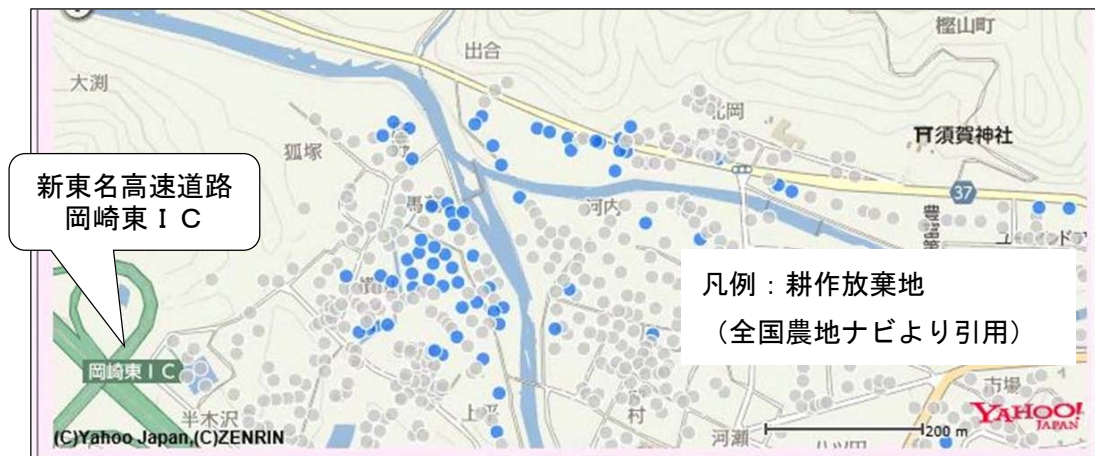 樫山町
出合
大渕
北岡
須賀神社
狐塚
新東名高速道路
岡崎東ＩＣ
37
河内
凡例：耕作放棄地
（全国農地ナビより引用）
岡崎東ＩＣ
半木沢
上平
村
市場
河瀬
YAHOO!
JAPAN
200 m
(C)Yahoo Japan,(C)ZENRIN